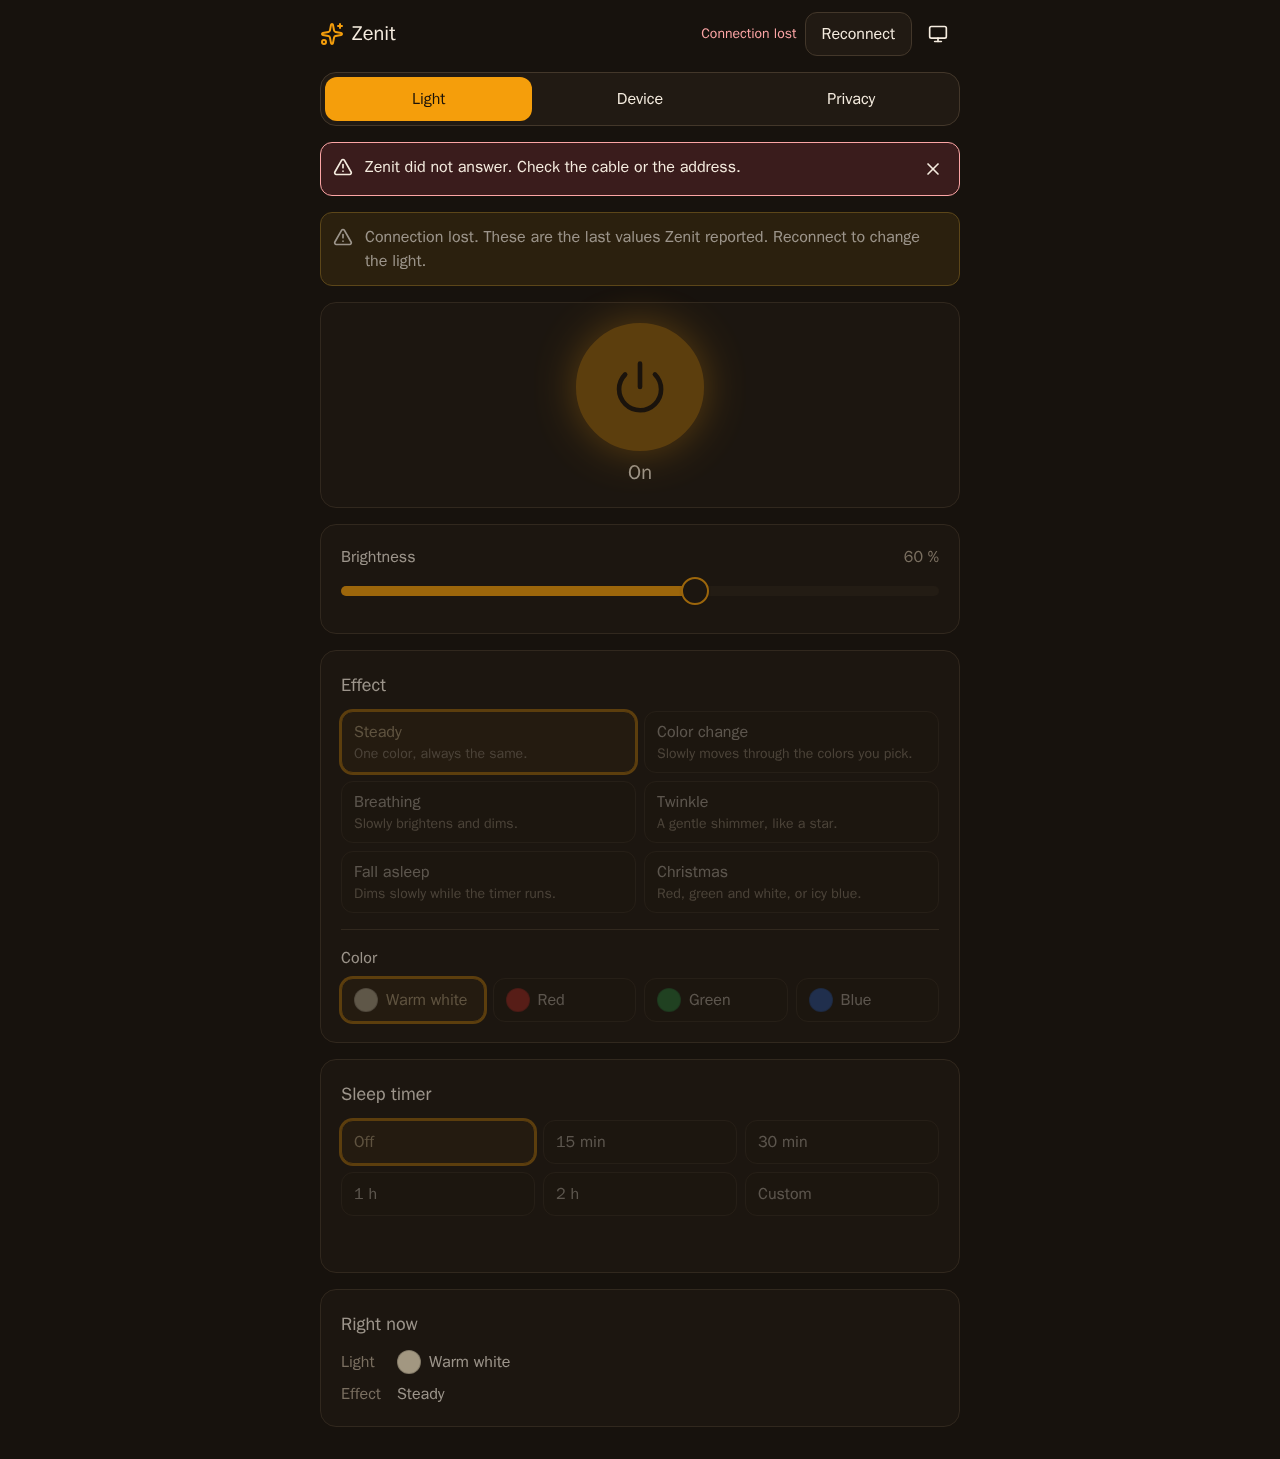 Zenit
Connection lost
Reconnect
Light
Device
Privacy
Zenit did not answer. Check the cable or the address.
Connection lost. These are the last values Zenit reported. Reconnect to change
the light.
On
Brightness
60 %
Effect
Steady
One color, always the same.
Color change
Slowly moves through the colors you pick.
Breathing
Slowly brightens and dims.
Twinkle
A gentle shimmer, like a star.
Fall asleep
Dims slowly while the timer runs.
Christmas
Red, green and white, or icy blue.
Color
Warm white
Red
Green
Blue
Sleep timer
Off
15 min
30 min
1 h
2 h
Custom
Right now
Light
Warm white
Effect
Steady